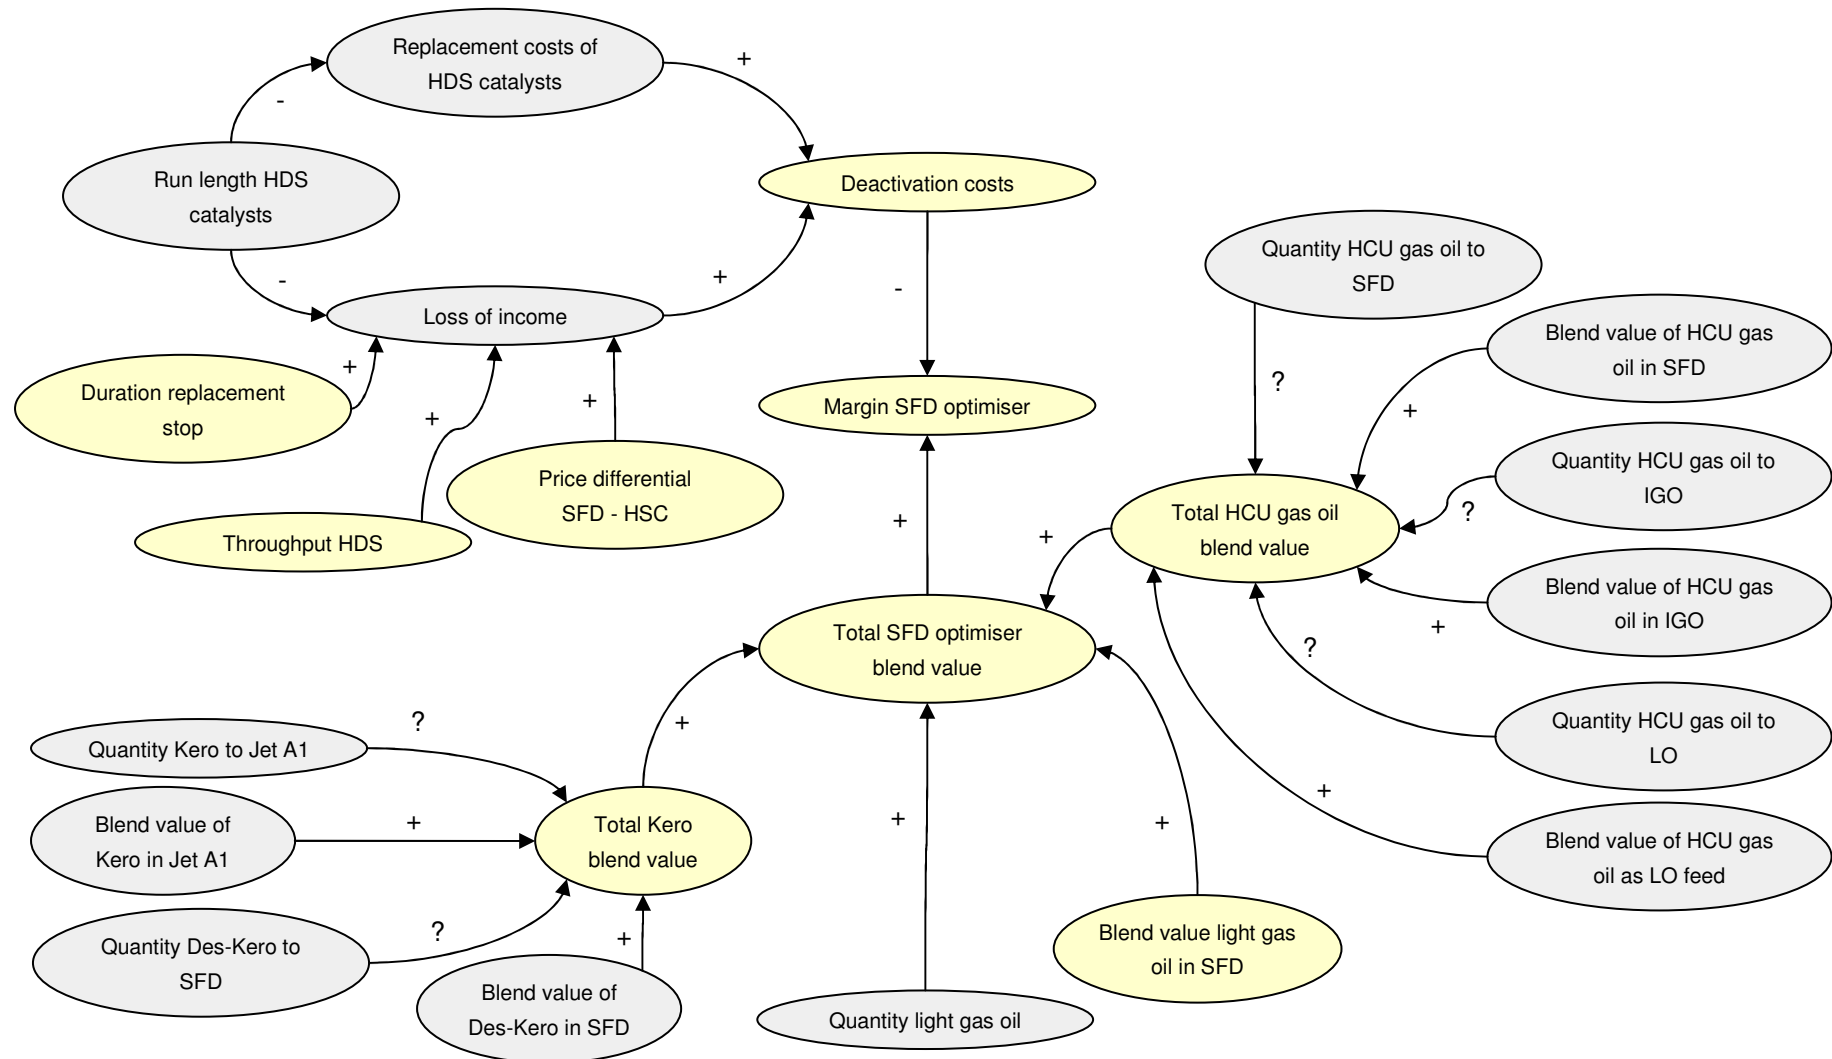 Replacement costs of
HDS catalysts
+
-
Run length HDS
catalysts
Deactivation costs
-
+
Loss of income
-
Quantity HCU gas oil to
SFD
Blend value of HCU gas
oil in SFD
?
+
Duration replacement
stop
+
+
+
Margin SFD optimiser
Price differential
SFD - HSC
Throughput HDS
+
Quantity HCU gas oil to
IGO
?
Total HCU gas oil
blend value
+
Blend value of HCU gas
oil in IGO
+
Total SFD optimiser
blend value
?
Quantity HCU gas oil to
LO
+
Blend value of HCU gas
oil as LO feed
+
?
Quantity Kero to Jet A1
Blend value of
Kero in Jet A1
+
Total Kero
blend value
+
+
Quantity Des-Kero to
SFD
?
+
Blend value of
Des-Kero in SFD
Blend value light gas
oil in SFD
Quantity light gas oil